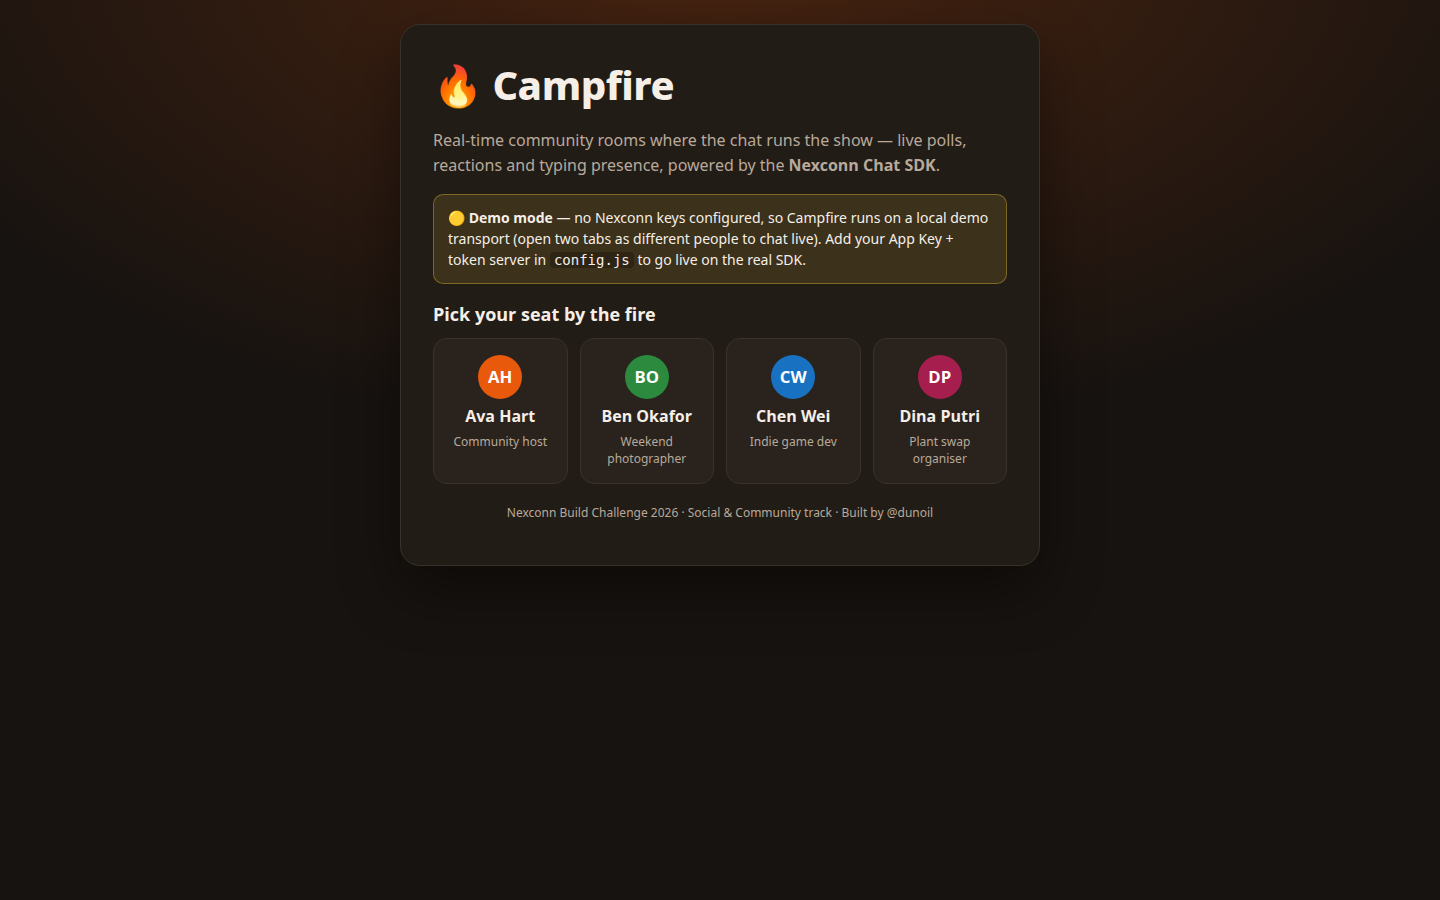 🔥 Campfire
Real-time community rooms where the chat runs the show — live polls,
reactions and typing presence, powered by the Nexconn Chat SDK.
🟡 Demo mode — no Nexconn keys configured, so Campfire runs on a local demo
transport (open two tabs as different people to chat live). Add your App Key +
token server in config.js to go live on the real SDK.
Pick your seat by the fire
AH
Ava Hart
Community host
BO
Ben Okafor
Weekend
photographer
CW
Chen Wei
Indie game dev
DP
Dina Putri
Plant swap
organiser
Nexconn Build Challenge 2026 · Social & Community track · Built by @dunoil